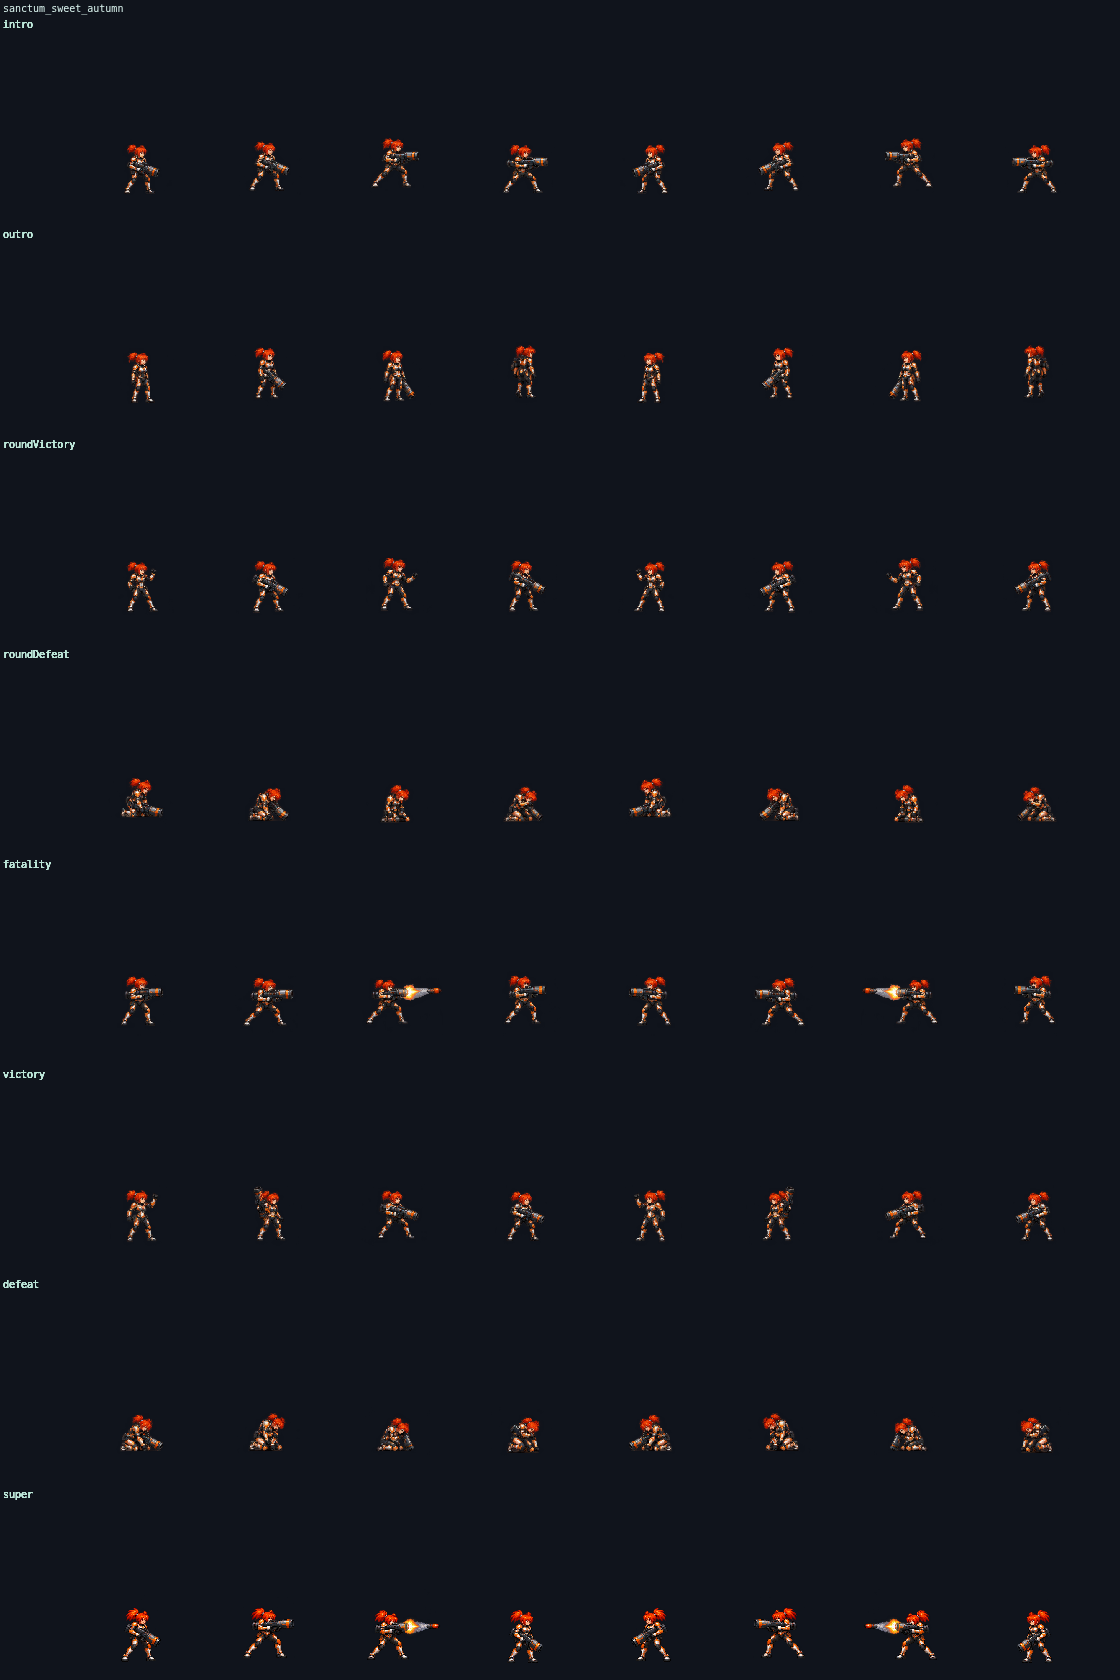 sanctum_sweet_autumn
intro
outro
roundVictory
roundDefeat
fatality
victory
defeat
super